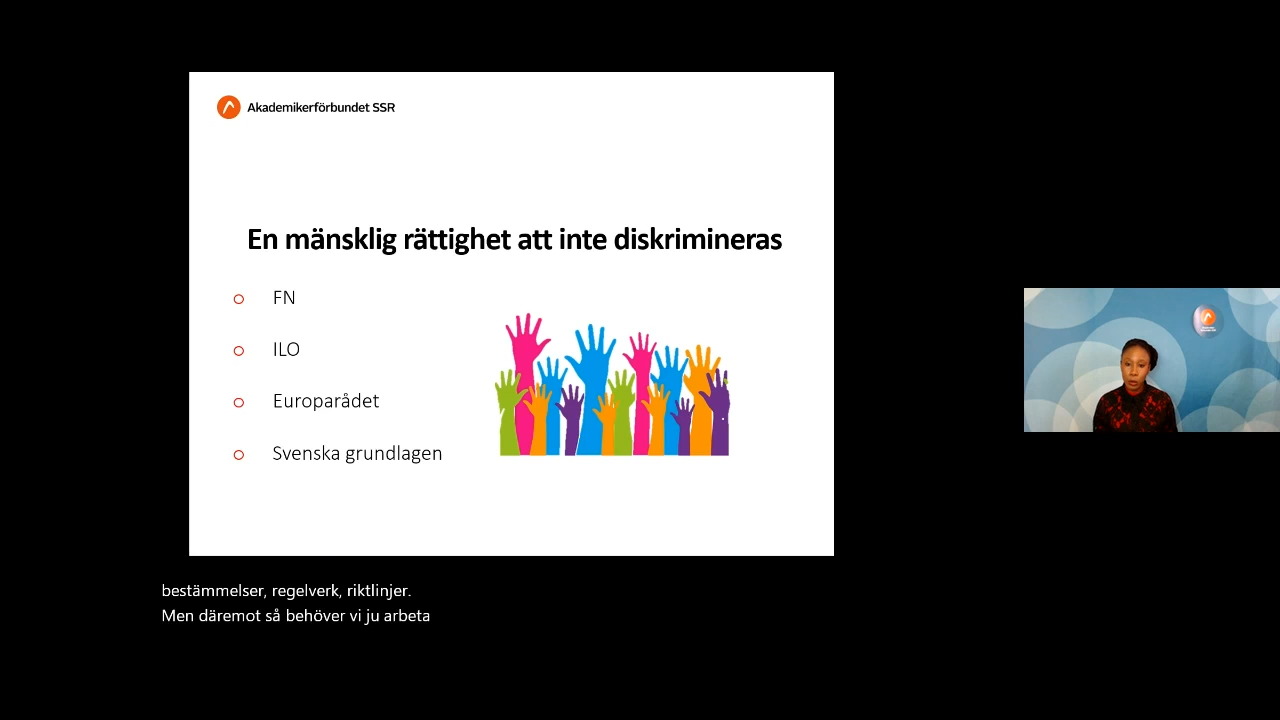 Akademikerförbundet SSR
En mänsklig rättighet att inte diskrimineras
FN
ILO
Europarådet
Svenska grundlagen
bestämmelser, regelverk, riktlinjer.
Men däremot så behöver vi ju arbeta